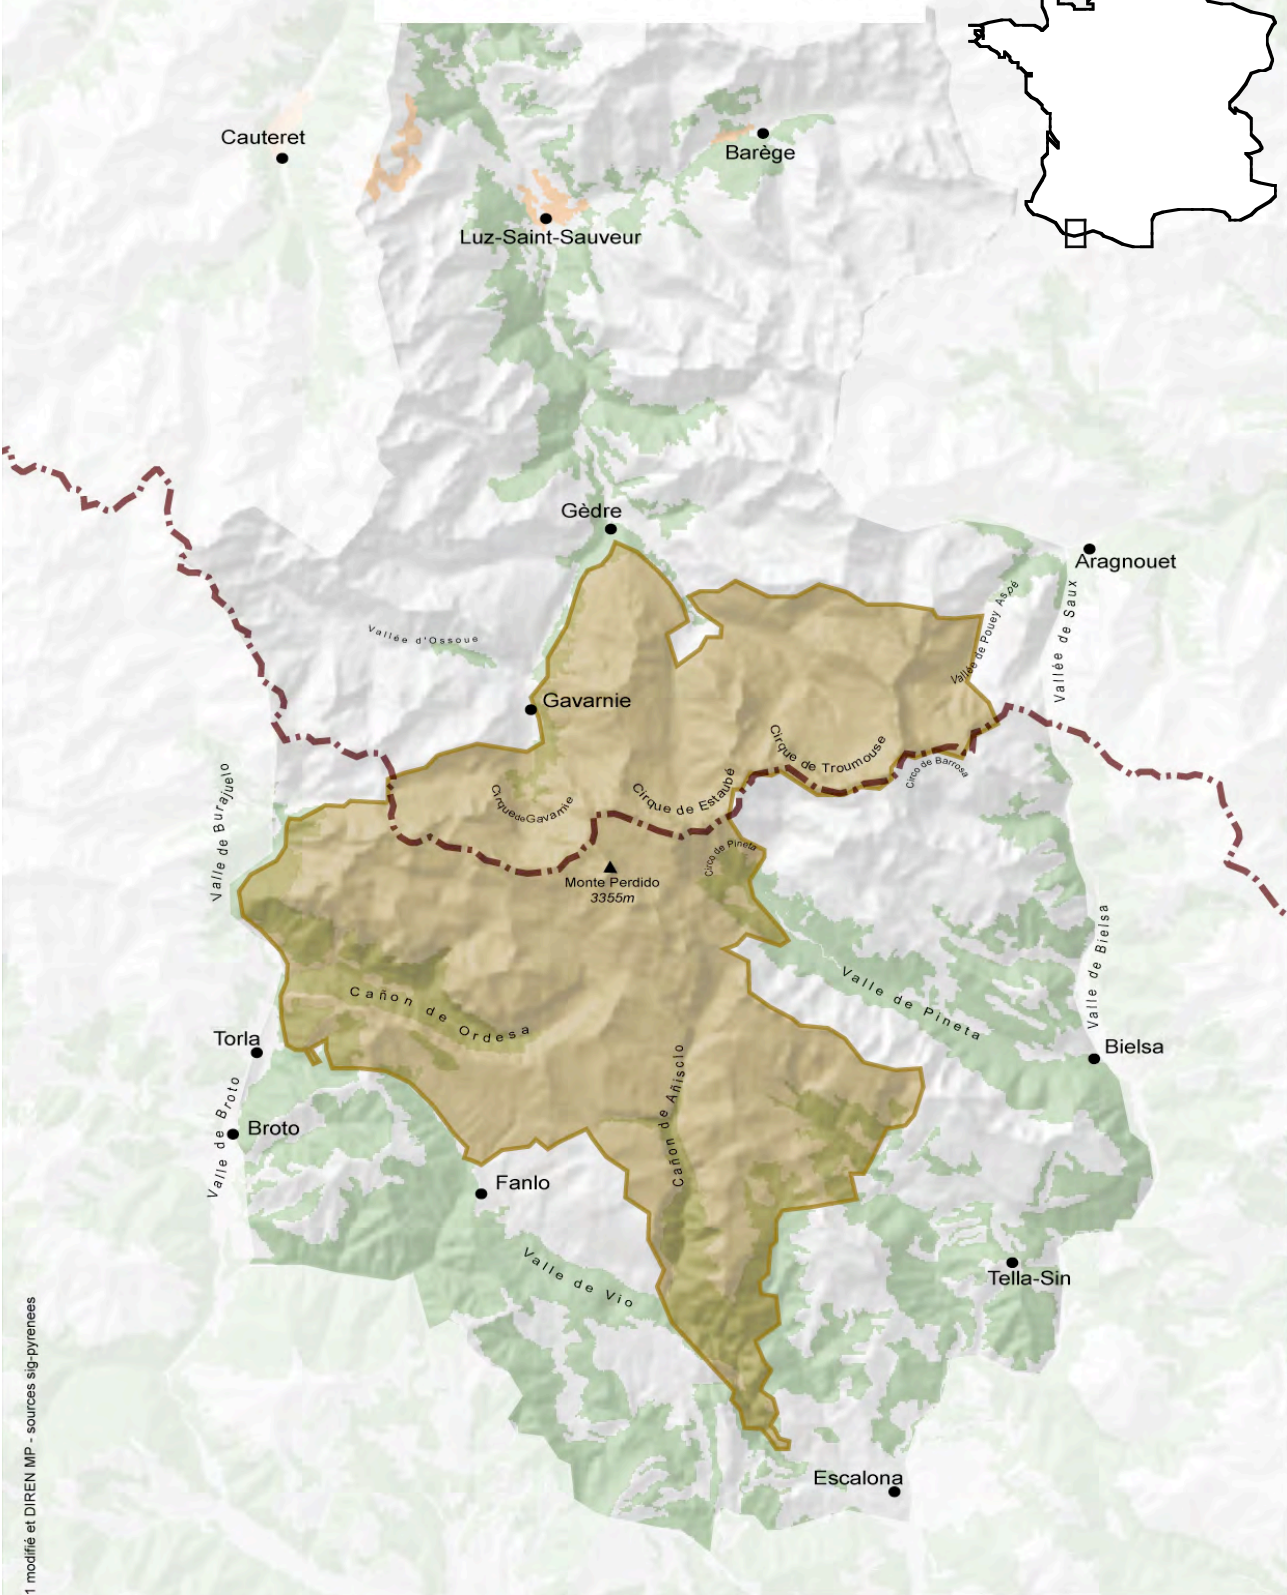 Cauteret
Barège
Luz-Saint-Sauveur
Gèdre
Aragnouet
Vallée de Pouey Aspé
Vallée de Saux
Vallée d'Ossoue
Gavarnie
Cirque de Troumouse
Circo de Barrosa
Cirque de Estaubé
Cirque de Gavarnie
Valle de Burajuelo
Circo de Pineta
Monte Perdido
3355m
Valle de Bielsa
Valle de Pineta
Cañon de Ordesa
Torla
Bielsa
Cañon de Añisclo
Valle de Broto
Broto
Fanlo
Valle de Vio
Tella-Sin
Escalona
1 modifié et DIREN MP - sources sig-pyrenees